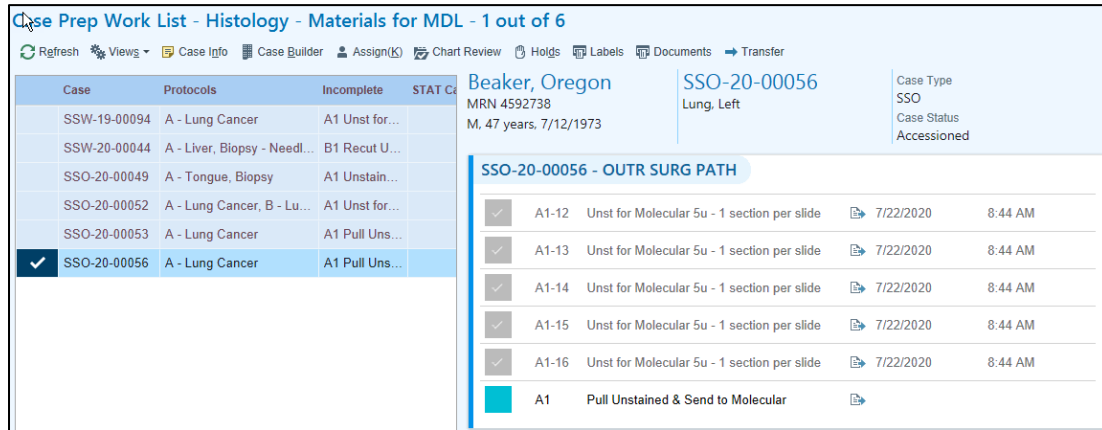 Case Prep Work List - Histology - Materials for MDL - 1 out of 6
Refresh Views Case Info Case Builder Assign(K) Chart Review Holds Labels Documents Transfer
Case Protocols Incomplete STAT Ca
SSW-19-00094 A - Lung Cancer A1 Unst for...
SSW-20-00044 A - Liver, Biopsy - Needl... B1 Recut U...
SSO-20-00049 A - Tongue, Biopsy A1 Unstain...
SSO-20-00052 A - Lung Cancer, B - Lu... A1 Unst for...
SSO-20-00053 A - Lung Cancer A1 Pull Uns...
SSO-20-00056 A - Lung Cancer A1 Pull Uns...
Beaker, Oregon
MRN 4592738
M, 47 years, 7/12/1973
SSO-20-00056
Lung, Left
Case Type
SSO
Case Status
Accessioned
SSO-20-00056 - OUTR SURG PATH
A1-12 Unst for Molecular 5u - 1 section per slide 7/22/2020 8:44 AM
A1-13 Unst for Molecular 5u - 1 section per slide 7/22/2020 8:44 AM
A1-14 Unst for Molecular 5u - 1 section per slide 7/22/2020 8:44 AM
A1-15 Unst for Molecular 5u - 1 section per slide 7/22/2020 8:44 AM
A1-16 Unst for Molecular 5u - 1 section per slide 7/22/2020 8:44 AM
A1 Pull Unstained & Send to Molecular